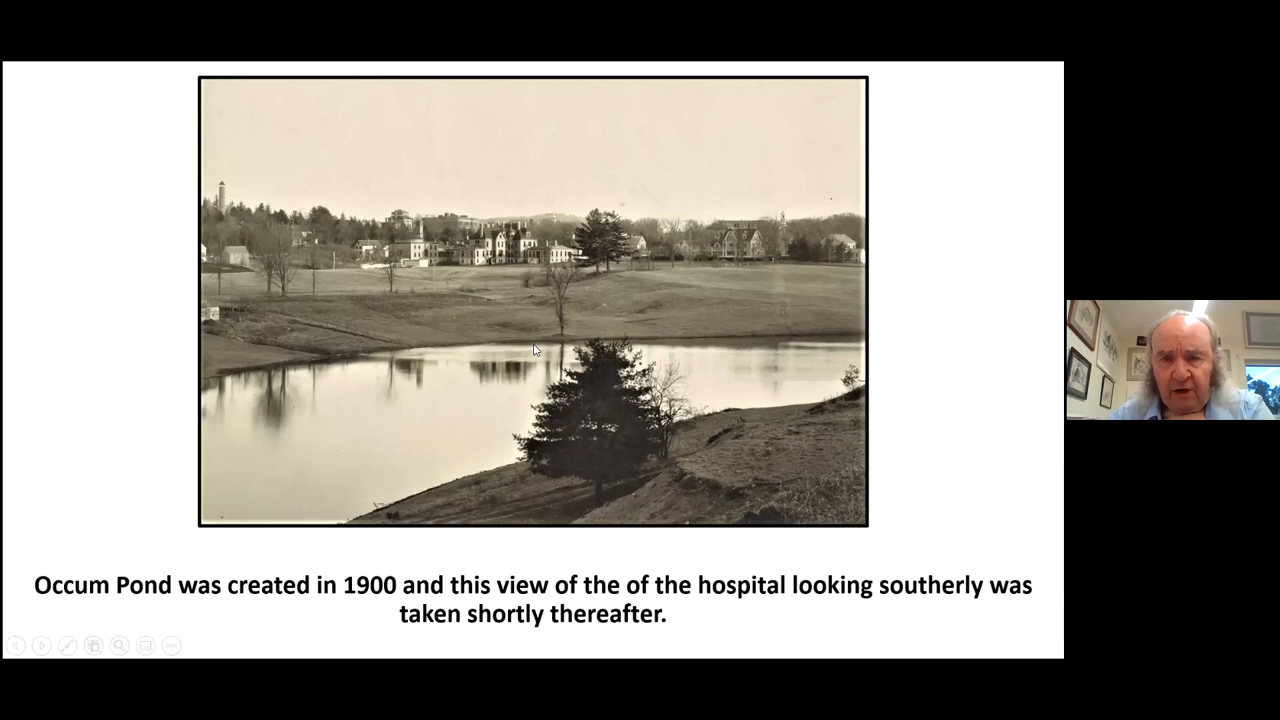 Occum Pond was created in 1900 and this view of the of the hospital looking southerly was
taken shortly thereafter.